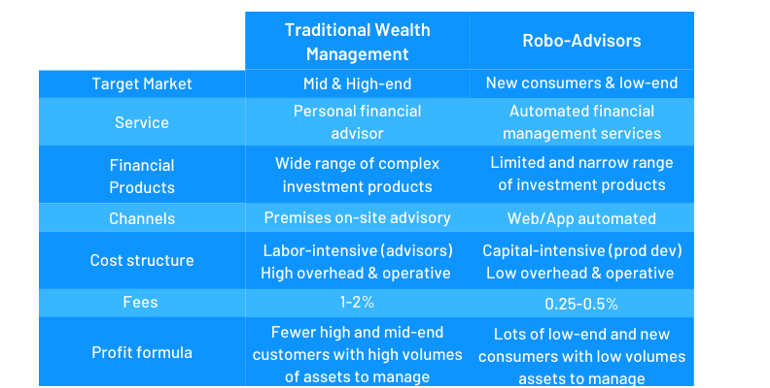 Traditional Wealth
Management
Robo-Advisors
Target Market
Mid & High-end
New consumers & low-end
Service
Personal financial
advisor
Automated financial
management services
Financial
Products
Wide range of complex
investment products
Limited and narrow range
of investment products
Channels
Premises on-site advisory
Web/App automated
Cost structure
Labor-intensive (advisors)
High overhead & operative
Capital-intensive (prod dev)
Low overhead & operative
Fees
1-2%
0.25-0.5%
Profit formula
Fewer high and mid-end
customers with high volumes
of assets to manage
Lots of low-end and new
consumers with low volumes
assets to manage